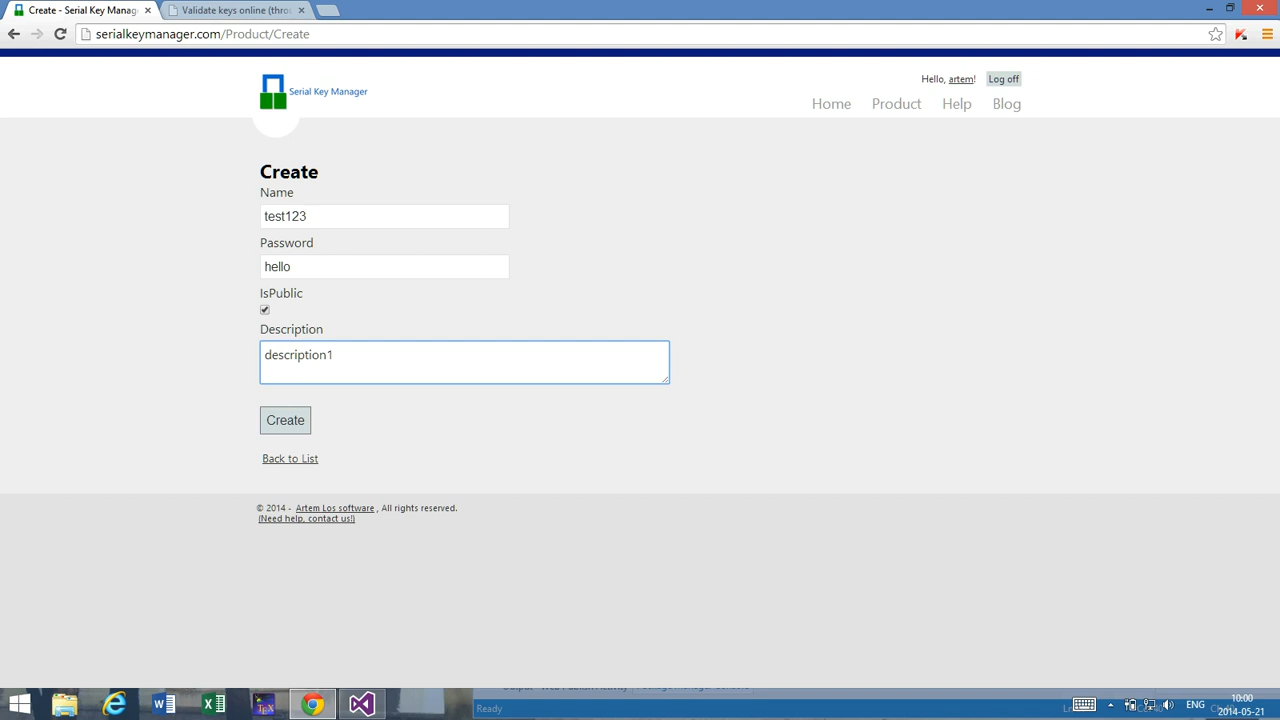 Create - Serial Key Manag
Validate keys online (thro
serialkeymanager.com/Product/Create
Hello, artem!
Log off
Serial Key Manager
Home
Product
Help
Blog
Create
Name
test123
Password
hello
IsPublic
Description
description1
Create
Back to List
© 2014 - Artem Los software , All rights reserved.
(Need help, contact us!)
Ready
ENG
10:00
2014-05-21